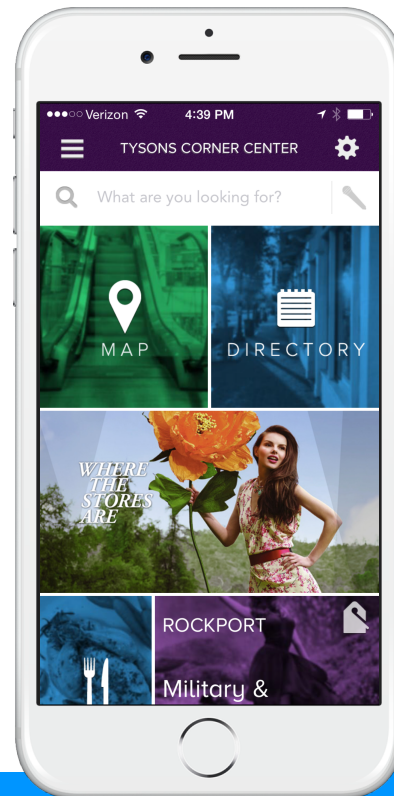 Verizon 4:39 PM
TYSONS CORNER CENTER
What are you looking for?
MAP
DIRECTORY
WHERE
THE
STORES
ARE
ROCKPORT
Military &